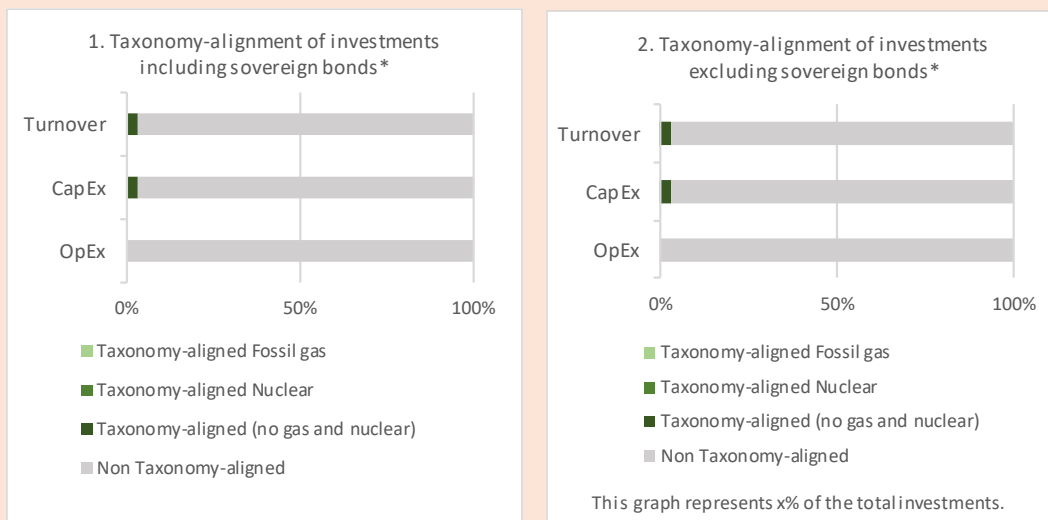 1. Taxonomy-alignment of investments
including sovereign bonds*
Turnover
CapEx
OpEx
0%
50%
100%
Taxonomy-aligned Fossil gas
Taxonomy-aligned Nuclear
Taxonomy-aligned (no gas and nuclear)
Non Taxonomy-aligned
2. Taxonomy-alignment of investments
excluding sovereign bonds*
Turnover
CapEx
OpEx
0%
50%
100%
Taxonomy-aligned Fossil gas
Taxonomy-aligned Nuclear
Taxonomy-aligned (no gas and nuclear)
Non Taxonomy-aligned
This graph represents x% of the total investments.